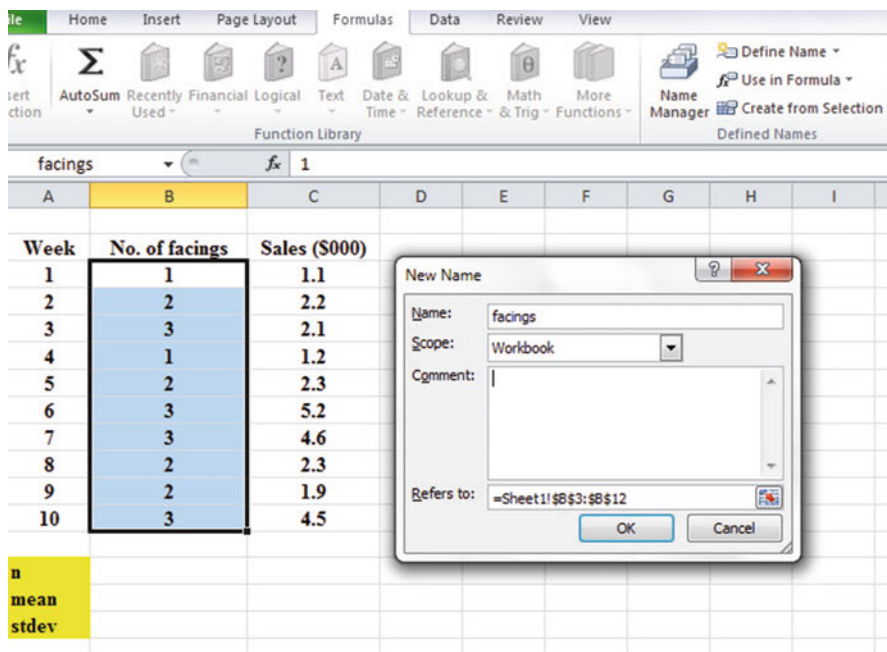 ile Home Insert Page Layout Formulas Data Review View
fx Σ ? A θ
sert AutoSum Recently Financial Logical Text Date & Lookup & Math More Name
ction Used Time Reference & Trig Functions Manager
Define Name
Use in Formula
Create from Selection
Function Library Defined Names
facings fx 1
A B C D E F G H I
Week No. of facings Sales ($000)
1 1 1.1
2 2 2.2
3 3 2.1
4 1 1.2
5 2 2.3
6 3 5.2
7 3 4.6
8 2 2.3
9 2 1.9
10 3 4.5
n
mean
stdev
New Name ? X
Name: facings
Scope: Workbook
Comment:
Refers to: =Sheet1!$B$3:$B$12
OK Cancel